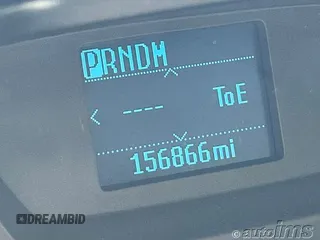 PRNDM
---- ToE
156866mi
DREAMBID
autoims